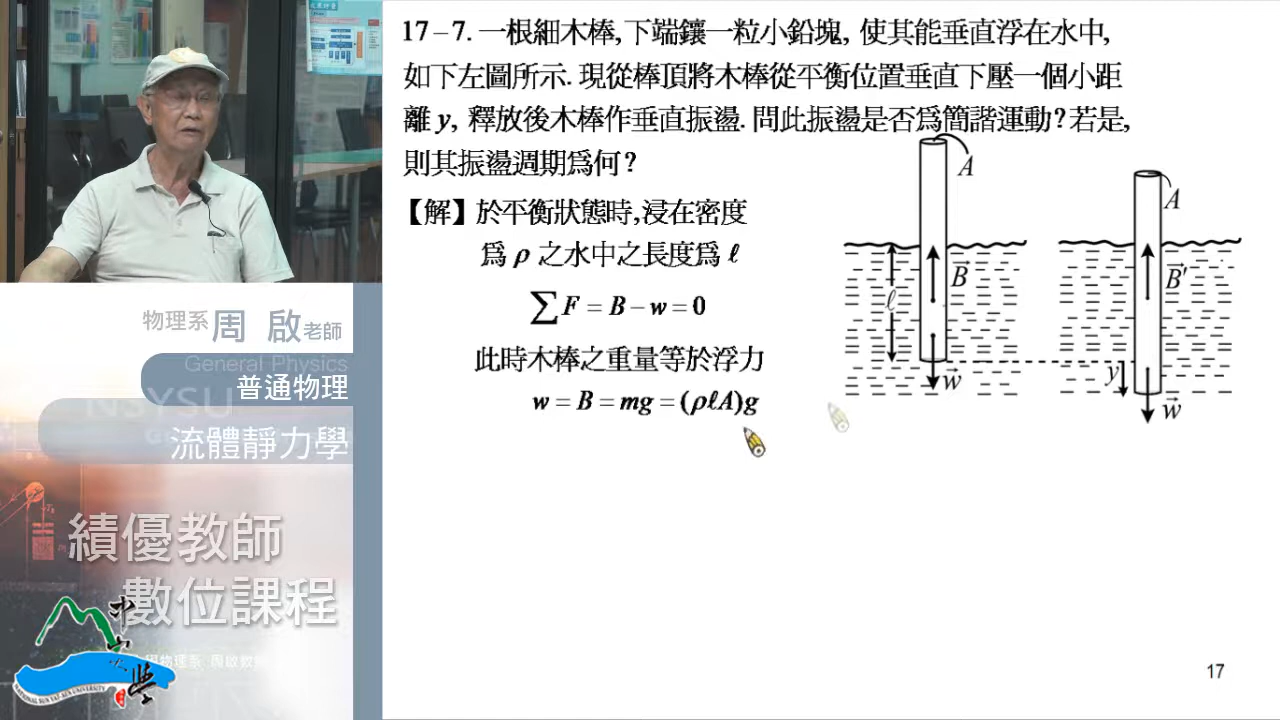 17－7. 一根細木棒, 下端鑲一粒小鉛塊, 使其能垂直浮在水中,
如下左圖所示. 現從棒頂將木棒從平衡位置垂直下壓一個小距
離 y, 釋放後木棒作垂直振盪. 問此振盪是否爲簡諧運動? 若是,
則其振盪週期爲何?
【解】於平衡狀態時, 浸在密度
爲 ρ 之水中之長度爲 ℓ
∑F = B − w = 0
此時木棒之重量等於浮力
w = B = mg = (ρℓA)g
A
B
ℓ
w
A
B'
y
w
17
物理系 周 啟 老師
General Physics
普通物理
NSYSU
流體靜力學
績優教師
數位課程
NATIONAL SUN YAT-SEN UNIVERSITY